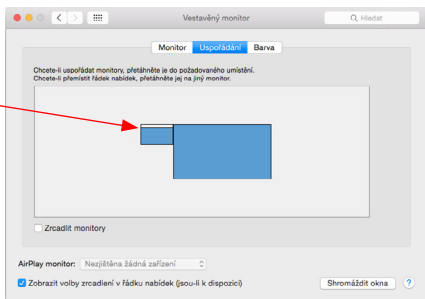 Vestavěný monitor
Hledat
Monitor Uspořádání Barva
Chcete-li uspořádat monitory, přetáhněte je do požadovaného umístění.
Chcete-li přemístit řádek nabídek, přetáhněte jej na jiný monitor.
Zrcadlit monitory
AirPlay monitor: Nezjištěna žádná zařízení
Zobrazit volby zrcadlení v řádku nabídek (jsou-li k dispozici)
Shromáždit okna ?